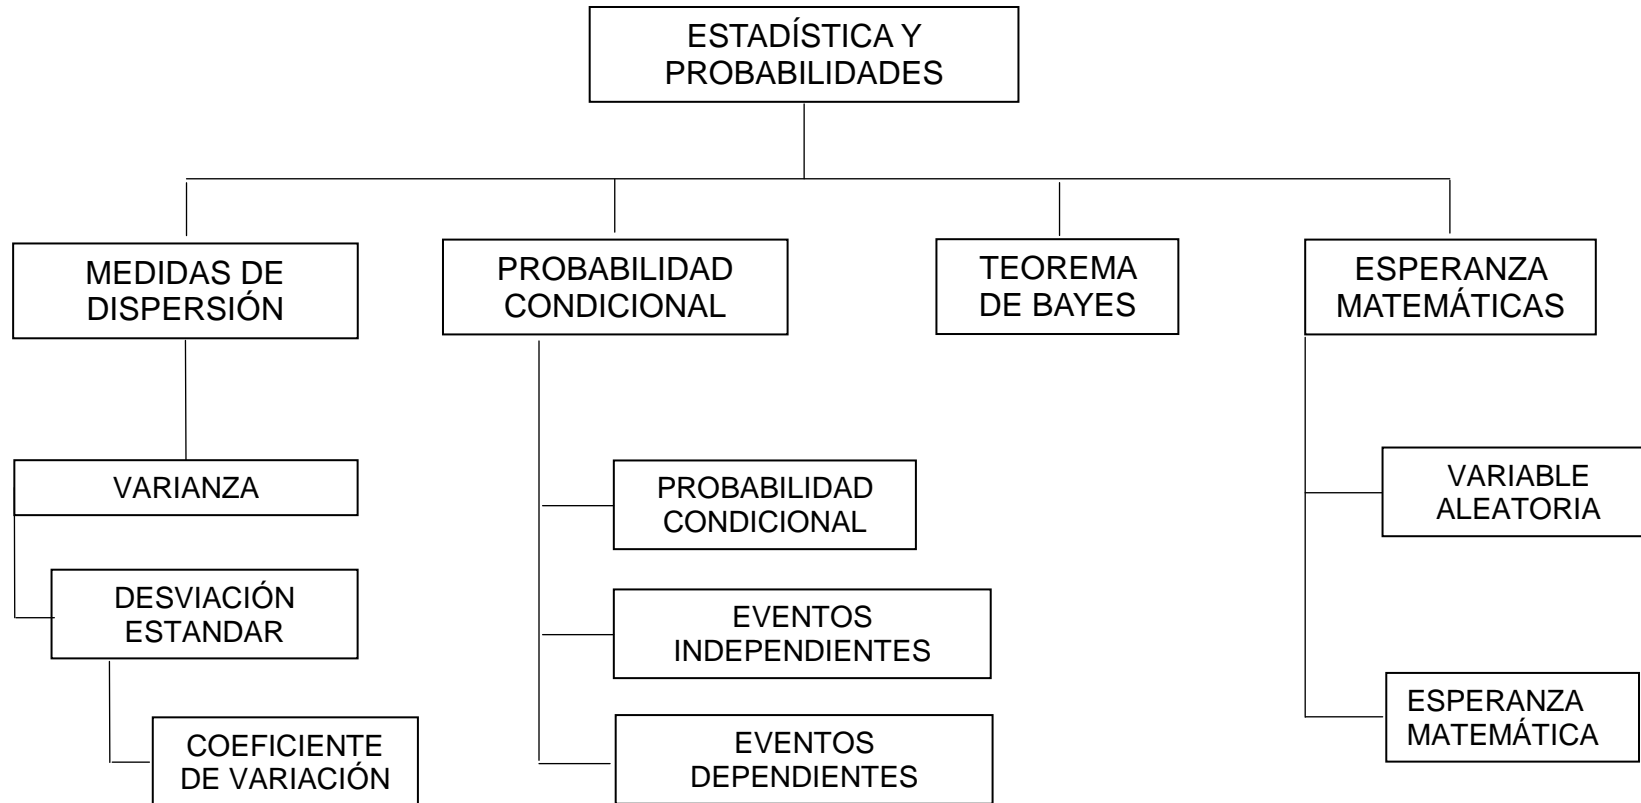 ESTADÍSTICA Y
PROBABILIDADES
MEDIDAS DE
DISPERSIÓN
PROBABILIDAD
CONDICIONAL
TEOREMA
DE BAYES
ESPERANZA
MATEMÁTICAS
VARIANZA
DESVIACIÓN
ESTANDAR
COEFICIENTE
DE VARIACIÓN
PROBABILIDAD
CONDICIONAL
EVENTOS
INDEPENDIENTES
EVENTOS
DEPENDIENTES
VARIABLE
ALEATORIA
ESPERANZA
MATEMÁTICA